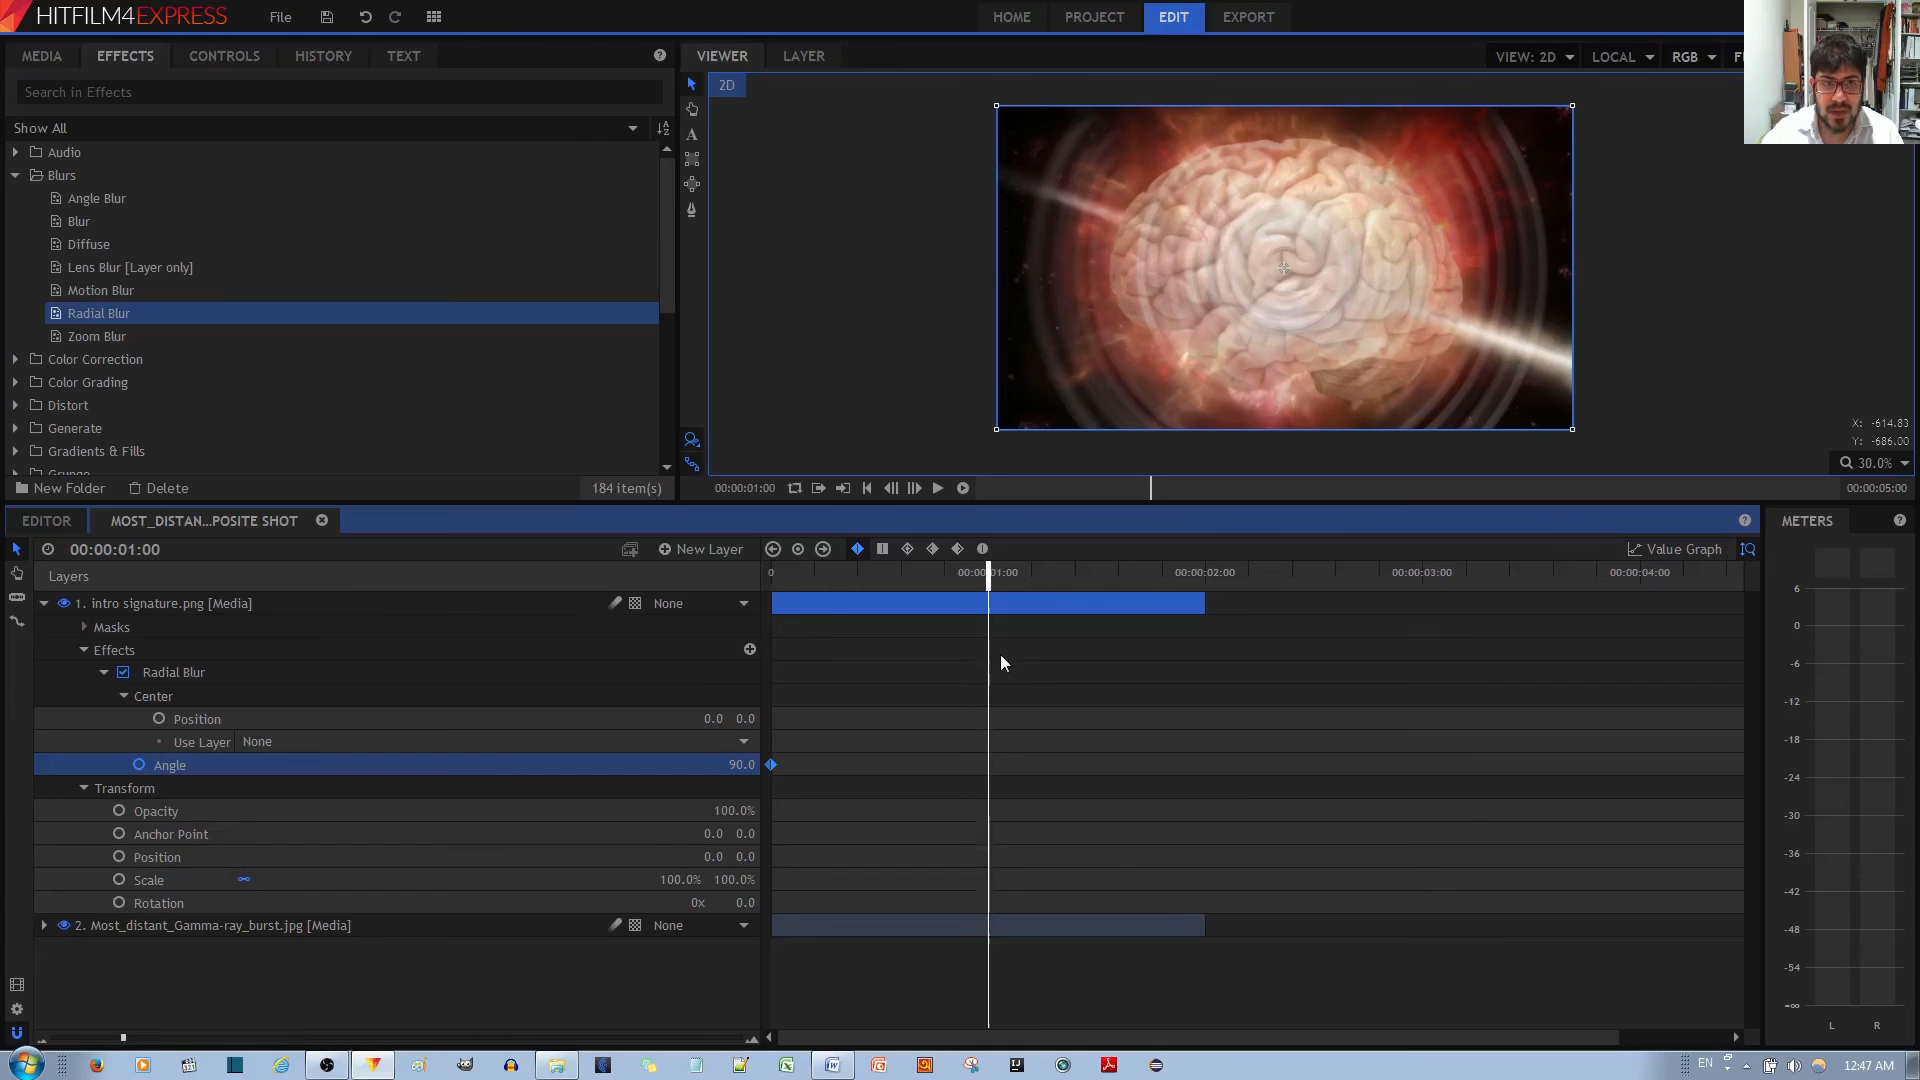 HITFILM4EXPRESS File HOME PROJECT EDIT EXPORT
MEDIA EFFECTS CONTROLS HISTORY TEXT
VIEWER LAYER VIEW: 2D LOCAL RGB
Search in Effects
2D
Show All
Audio
Blurs
Angle Blur
Blur
Diffuse
Lens Blur [Layer only]
Motion Blur
Radial Blur
Zoom Blur
Color Correction
Color Grading
Distort
Generate
Gradients & Fills
Grunge
X: -614.83
Y: -686.00
30.0%
New Folder Delete 184 item(s)
00:00:01:00 00:00:05:00
EDITOR MOST_DISTAN...POSITE SHOT METERS
00:00:01:00 New Layer Value Graph
Layers 0 00:00:01:00 00:00:02:00 00:00:03:00 00:00:04:00
1. intro signature.png [Media] None
Masks
Effects
Radial Blur
Center
Position 0.0 0.0
Use Layer None
Angle 90.0
Transform
Opacity 100.0%
Anchor Point 0.0 0.0
Position 0.0 0.0
Scale 100.0% 100.0%
Rotation 0x 0.0
2. Most_distant_Gamma-ray_burst.jpg [Media] None
6
0
-6
-12
-18
-24
-30
-36
-42
-48
-54
-∞
L R
EN 12:47 AM